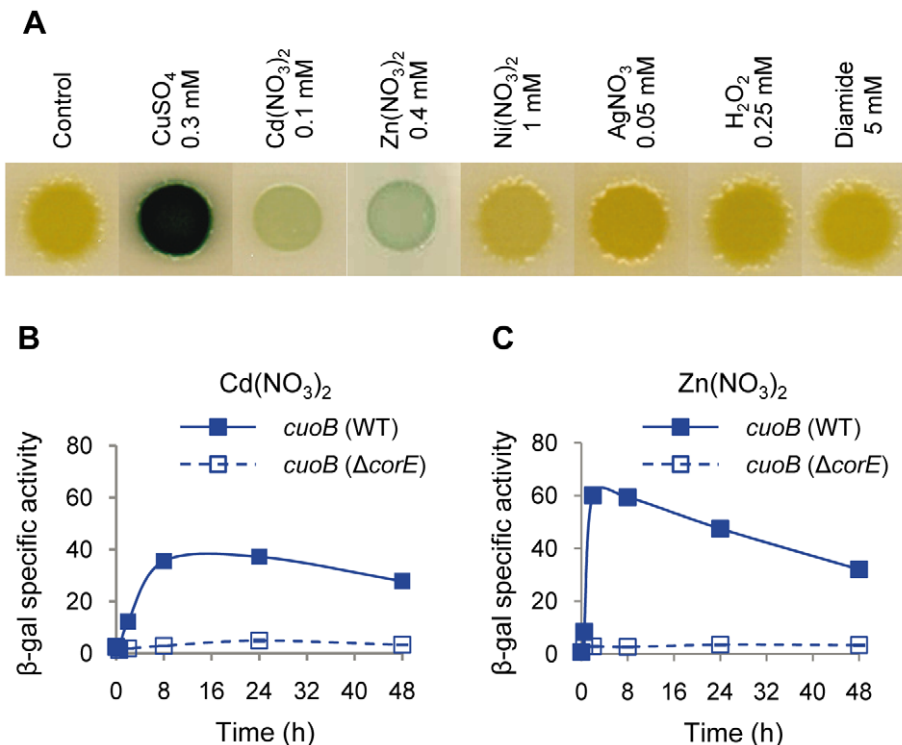 A
Control
CuSO4
0.3 mM
Cd(NO3)2
0.1 mM
Zn(NO3)2
0.4 mM
Ni(NO3)2
1 mM
AgNO3
0.05 mM
H2O2
0.25 mM
Diamide
5 mM
B
Cd(NO3)2
cuoB (WT)
cuoB (ΔcorE)
β-gal specific activity
80
60
40
20
0
0 8 16 24 32 40 48
Time (h)
C
Zn(NO3)2
cuoB (WT)
cuoB (ΔcorE)
β-gal specific activity
80
60
40
20
0
0 8 16 24 32 40 48
Time (h)